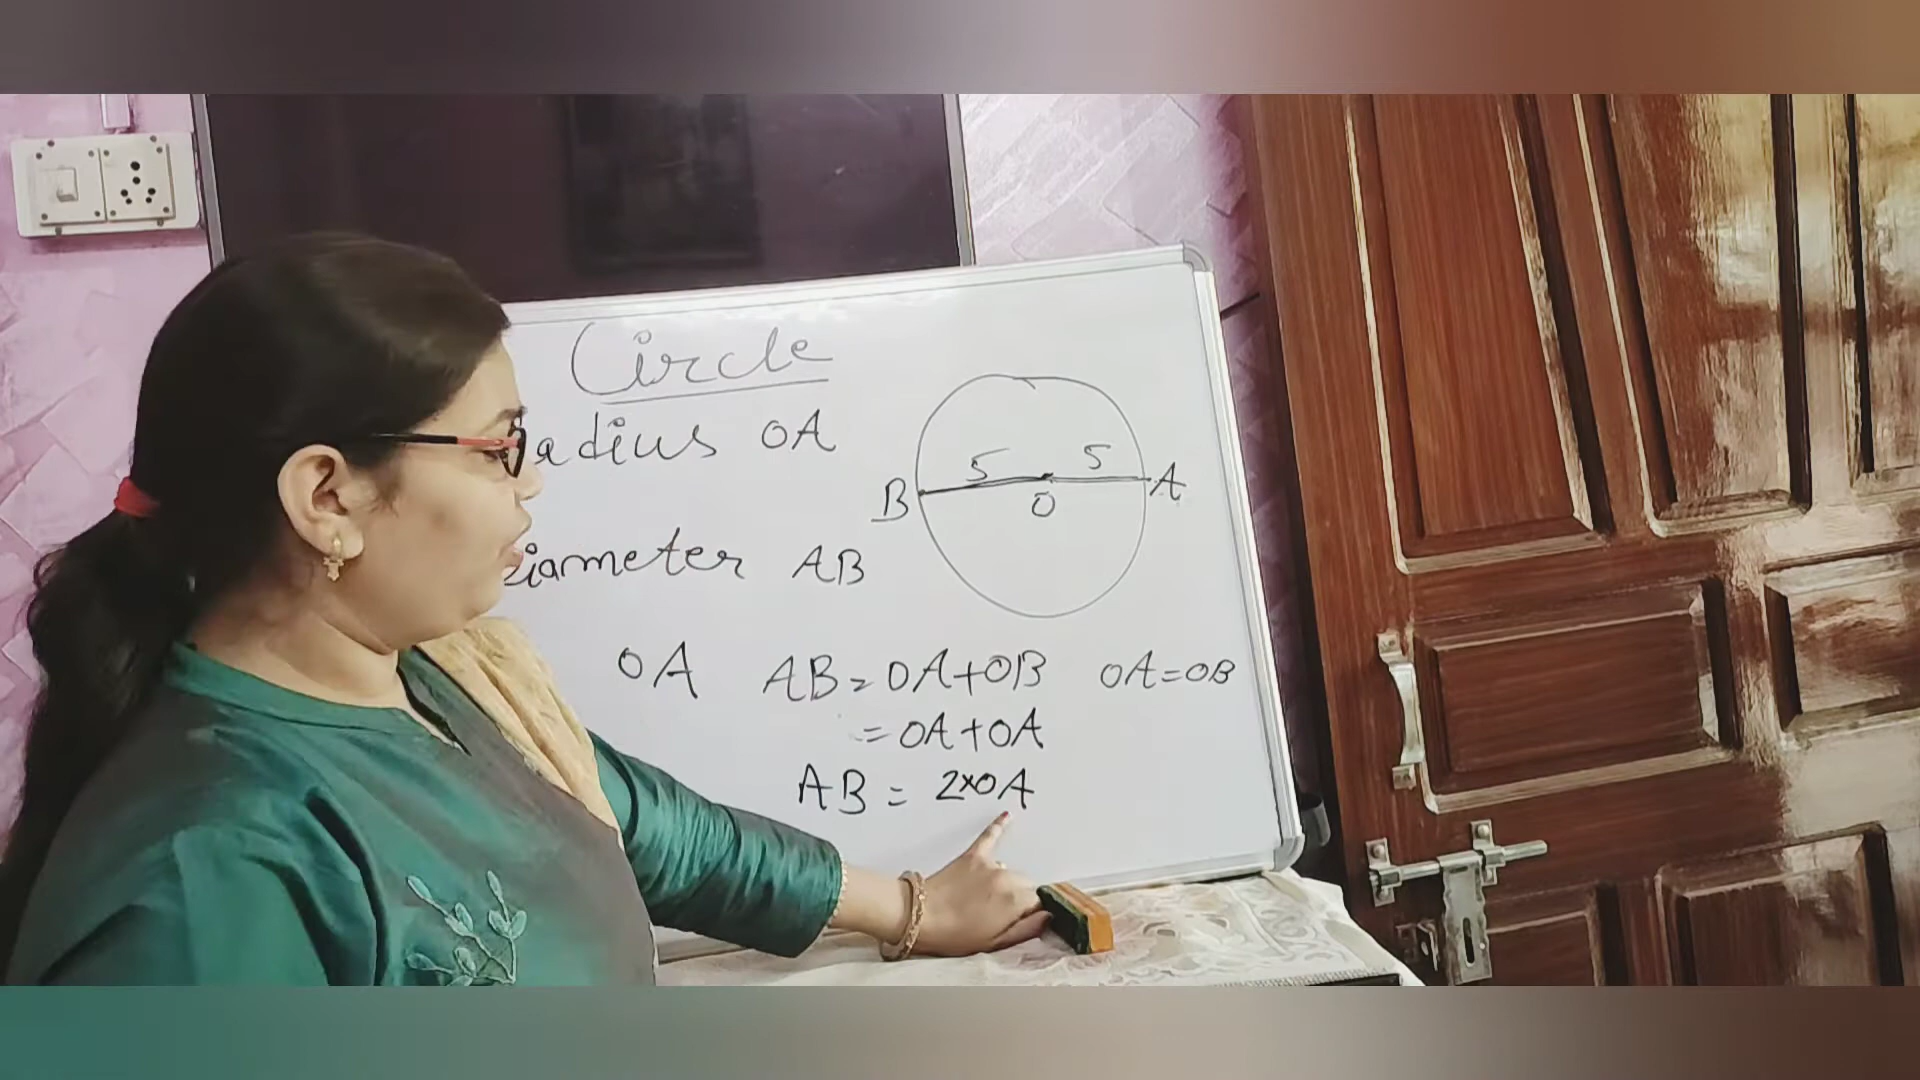 Circle
adius OA
iameter AB
5 5
B O A
OA AB = OA+OB OA=OB
= OA+OA
AB = 2×OA